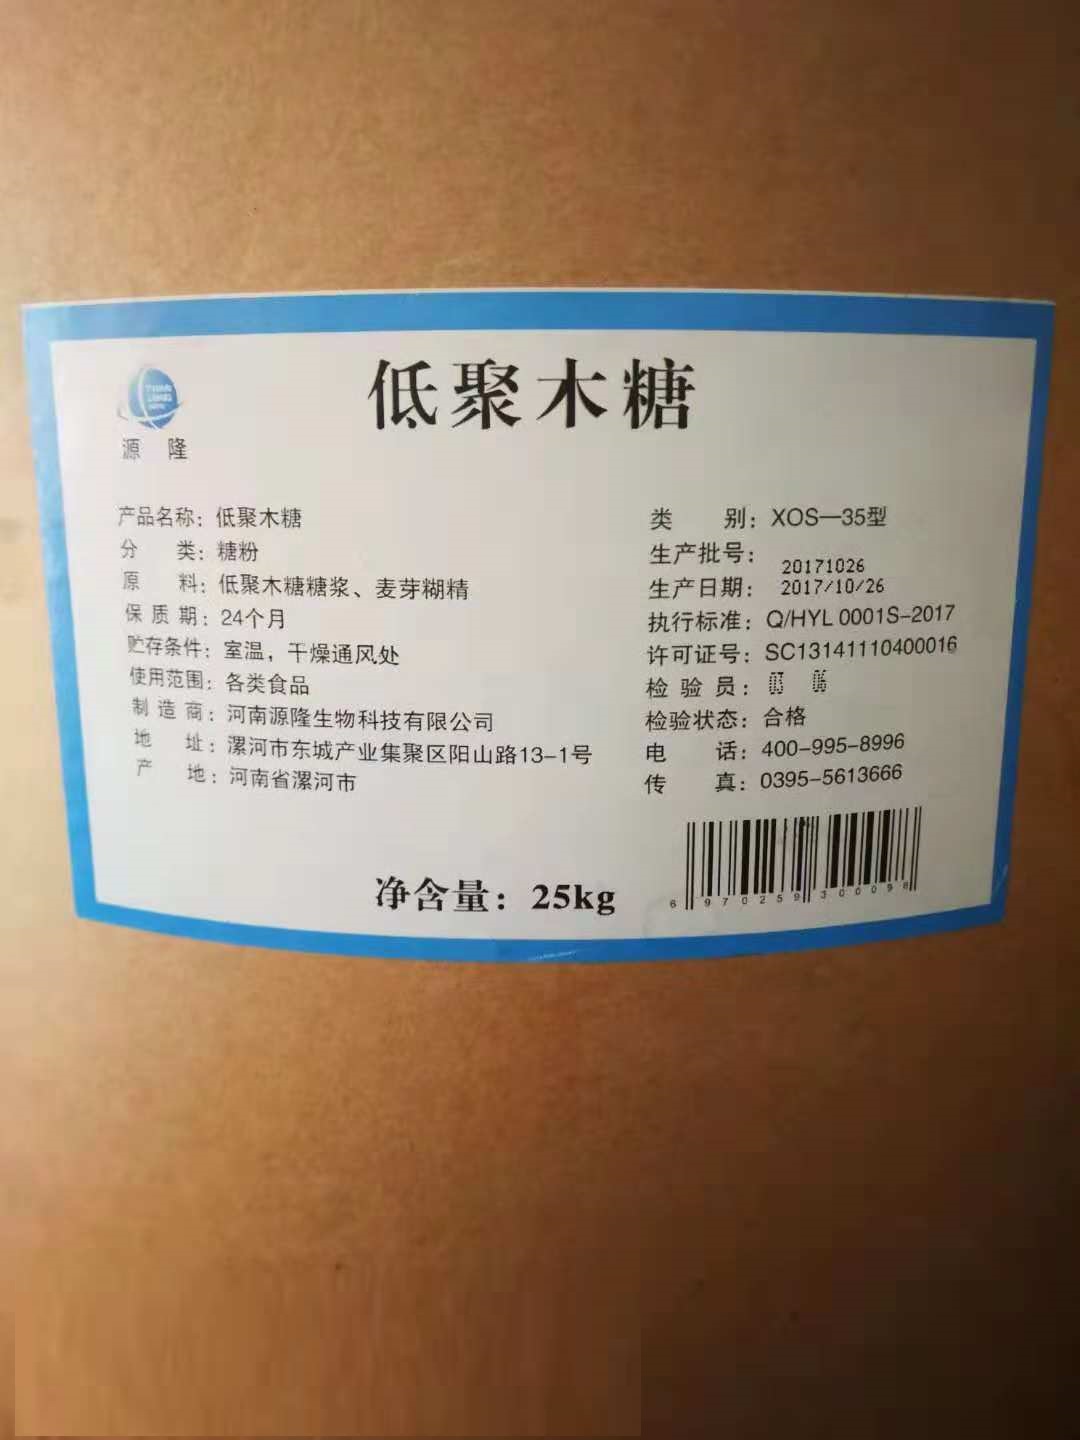 源 隆
低聚木糖
产品名称：低聚木糖
分 类：糖粉
原 料：低聚木糖糖浆、麦芽糊精
保 质 期：24个月
贮存条件：室温，干燥通风处
使用范围：各类食品
制 造 商：河南源隆生物科技有限公司
地 址：漯河市东城产业集聚区阳山路13-1号
产 地：河南省漯河市
类 别：XOS—35型
生产批号：20171026
生产日期：2017/10/26
执行标准：Q/HYL 0001S-2017
许可证号：SC13141110400016
检 验 员：03 06
检验状态：合格
电 话：400-995-8996
传 真：0395-5613666
净含量：25kg
6 970259 300098